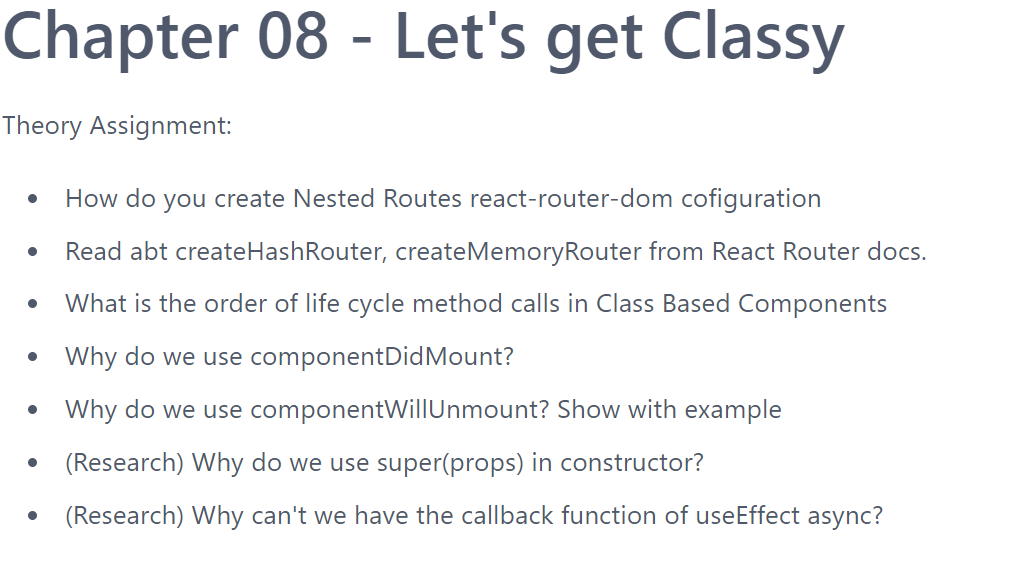 Chapter 08 - Let's get Classy
Theory Assignment:
• How do you create Nested Routes react-router-dom cofiguration
• Read abt createHashRouter, createMemoryRouter from React Router docs.
• What is the order of life cycle method calls in Class Based Components
• Why do we use componentDidMount?
• Why do we use componentWillUnmount? Show with example
• (Research) Why do we use super(props) in constructor?
• (Research) Why can't we have the callback function of useEffect async?